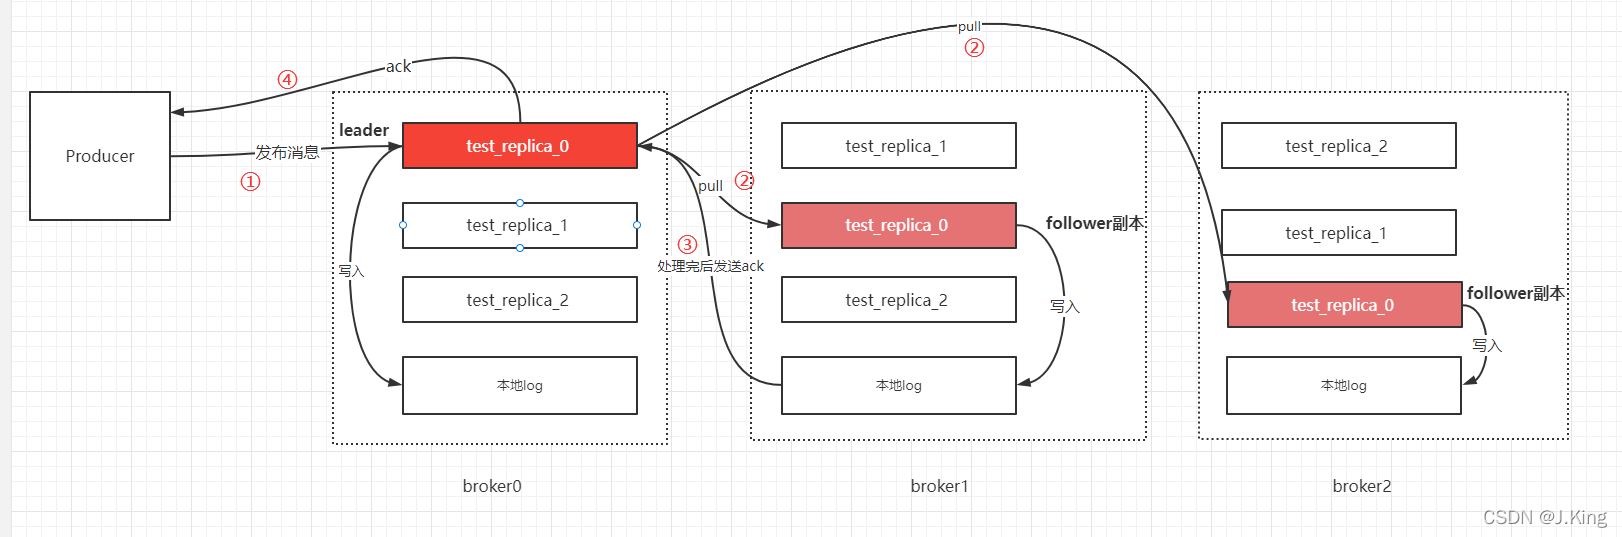 pull
②
ack
④
Producer
发布消息
①
leader
test_replica_0
test_replica_1
test_replica_2
本地log
写入
broker0
pull
②
③
处理完后发送ack
test_replica_1
test_replica_0
follower副本
test_replica_2
写入
本地log
broker1
test_replica_2
test_replica_1
test_replica_0
follower副本
写入
本地log
broker2
CSDN @J.King